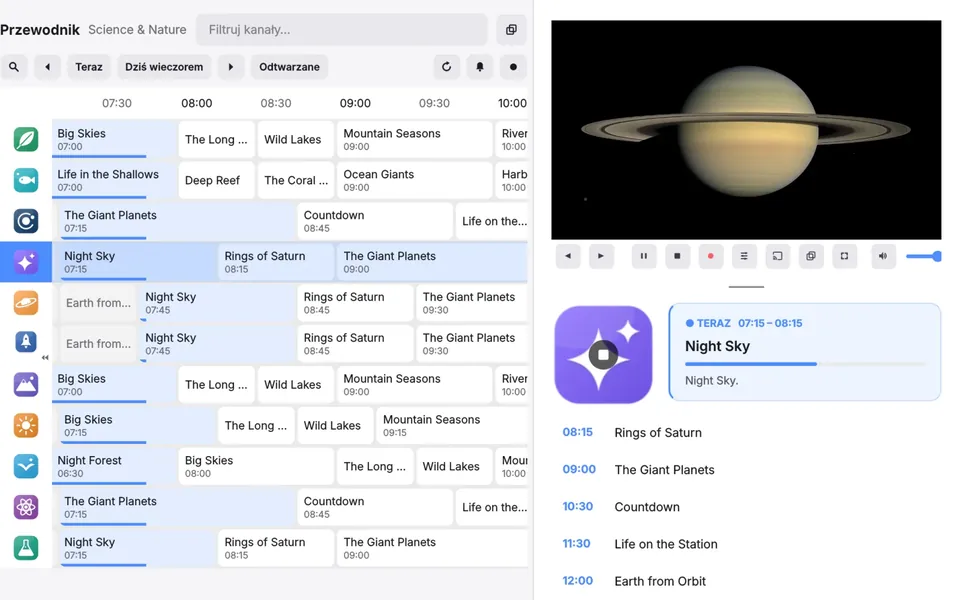 Przewodnik Science & Nature Filtruj kanały...
Teraz Dziś wieczorem Odtwarzane
07:30 08:00 08:30 09:00 09:30 10:00
Big Skies The Long ... Wild Lakes Mountain Seasons River
07:00 09:00 10:00
Life in the Shallows Deep Reef The Coral ... Ocean Giants Harb
07:00 09:00 10:00
The Giant Planets Countdown Life on the...
07:15 08:45
Night Sky Rings of Saturn The Giant Planets
07:15 08:15 09:00
Earth from... Night Sky Rings of Saturn The Giant Planets
07:45 08:45 09:30
Earth from... Night Sky Rings of Saturn The Giant Planets
07:45 08:45 09:30
Big Skies The Long ... Wild Lakes Mountain Seasons River
07:00 09:00 10:00
Big Skies The Long ... Wild Lakes Mountain Seasons
07:15 09:15
Night Forest Big Skies The Long ... Wild Lakes Mour
06:30 08:00 10:00
The Giant Planets Countdown Life on the...
07:15 08:45
Night Sky Rings of Saturn The Giant Planets
07:15 08:15 09:00
TERAZ 07:15 – 08:15
Night Sky
Night Sky.
08:15 Rings of Saturn
09:00 The Giant Planets
10:30 Countdown
11:30 Life on the Station
12:00 Earth from Orbit